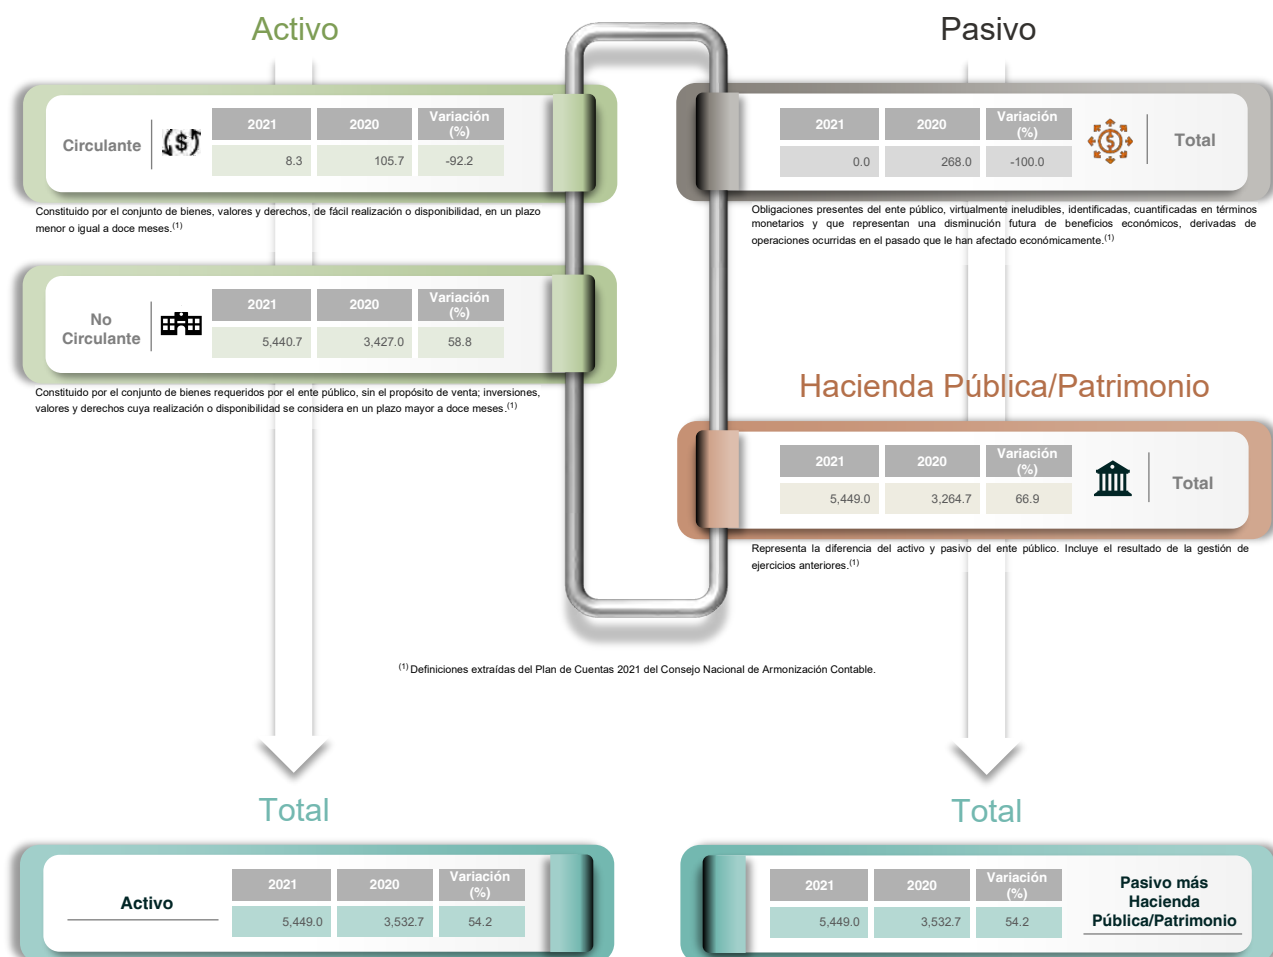 Activo
Circulante
2021 2020 Variación
(%)
8.3 105.7 -92.2
Constituido por el conjunto de bienes, valores y derechos, de fácil realización o disponibilidad, en un plazo
menor o igual a doce meses.(1)
No
Circulante
2021 2020 Variación
(%)
5,440.7 3,427.0 58.8
Constituido por el conjunto de bienes requeridos por el ente público, sin el propósito de venta; inversiones,
valores y derechos cuya realización o disponibilidad se considera en un plazo mayor a doce meses.(1)
Pasivo
2021 2020 Variación
(%)
0.0 268.0 -100.0
Total
Obligaciones presentes del ente público, virtualmente ineludibles, identificadas, cuantificadas en términos
monetarios y que representan una disminución futura de beneficios económicos, derivadas de
operaciones ocurridas en el pasado que le han afectado económicamente.(1)
Hacienda Pública/Patrimonio
2021 2020 Variación
(%)
5,449.0 3,264.7 66.9
Total
Representa la diferencia del activo y pasivo del ente público. Incluye el resultado de la gestión de
ejercicios anteriores.(1)
(1) Definiciones extraídas del Plan de Cuentas 2021 del Consejo Nacional de Armonización Contable.
Total
Activo
2021 2020 Variación
(%)
5,449.0 3,532.7 54.2
Total
2021 2020 Variación
(%)
5,449.0 3,532.7 54.2
Pasivo más
Hacienda
Pública/Patrimonio